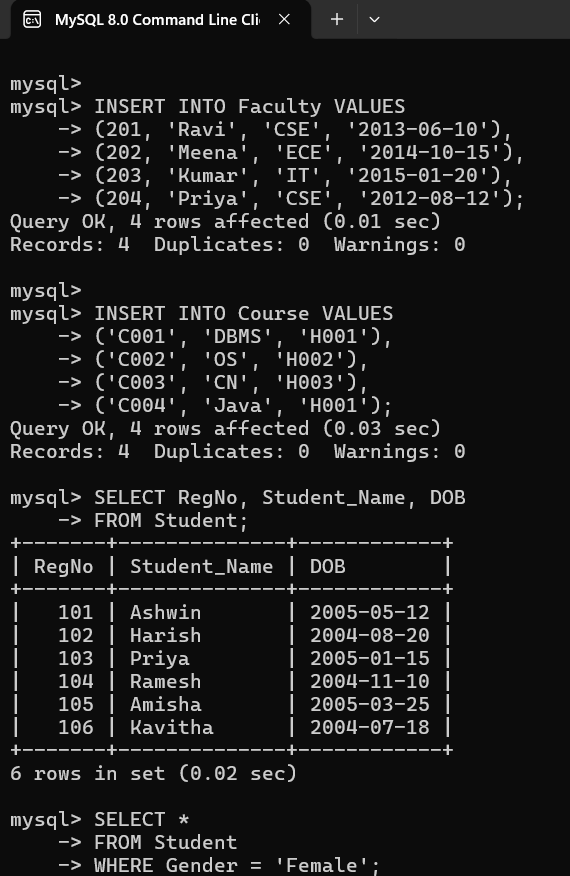 MySQL 8.0 Command Line Cli
mysql>
mysql> INSERT INTO Faculty VALUES
    -> (201, 'Ravi', 'CSE', '2013-06-10'),
    -> (202, 'Meena', 'ECE', '2014-10-15'),
    -> (203, 'Kumar', 'IT', '2015-01-20'),
    -> (204, 'Priya', 'CSE', '2012-08-12');
Query OK, 4 rows affected (0.01 sec)
Records: 4  Duplicates: 0  Warnings: 0
mysql>
mysql> INSERT INTO Course VALUES
    -> ('C001', 'DBMS', 'H001'),
    -> ('C002', 'OS', 'H002'),
    -> ('C003', 'CN', 'H003'),
    -> ('C004', 'Java', 'H001');
Query OK, 4 rows affected (0.03 sec)
Records: 4  Duplicates: 0  Warnings: 0
mysql> SELECT RegNo, Student_Name, DOB
    -> FROM Student;
+-------+--------------+------------+
| RegNo | Student_Name | DOB        |
+-------+--------------+------------+
|   101 | Ashwin       | 2005-05-12 |
|   102 | Harish       | 2004-08-20 |
|   103 | Priya        | 2005-01-15 |
|   104 | Ramesh       | 2004-11-10 |
|   105 | Amisha       | 2005-03-25 |
|   106 | Kavitha      | 2004-07-18 |
+-------+--------------+------------+
6 rows in set (0.02 sec)
mysql> SELECT *
    -> FROM Student
    -> WHERE Gender = 'Female';